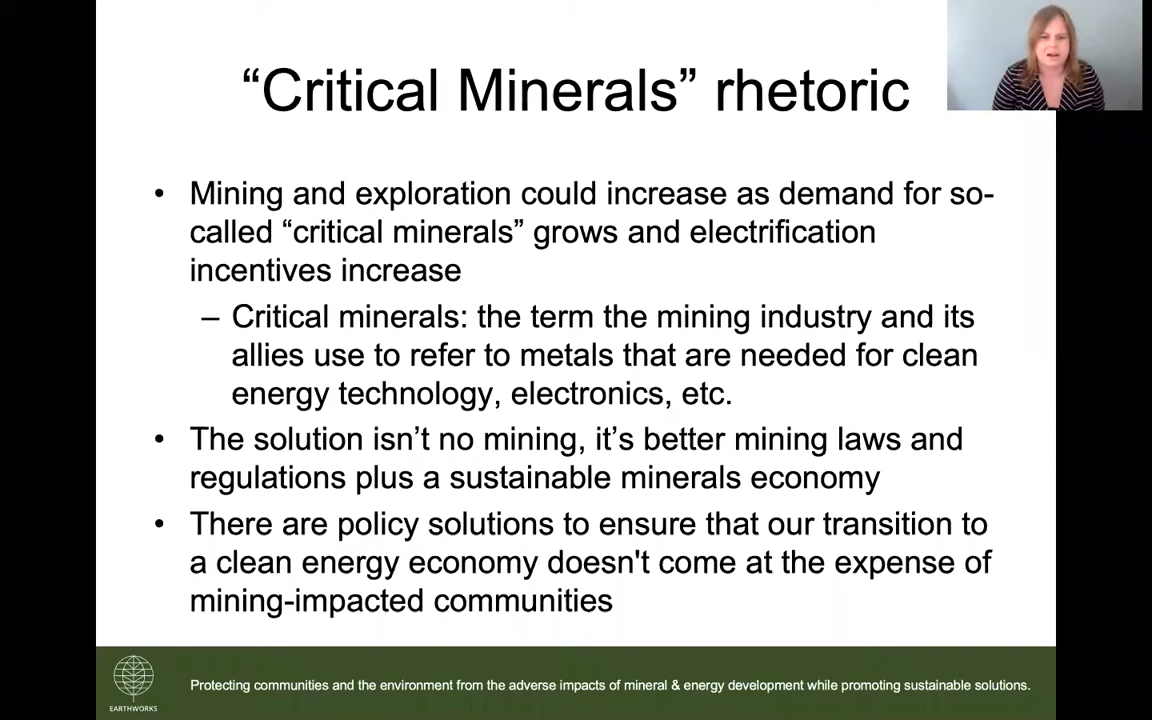 “Critical Minerals” rhetoric
• Mining and exploration could increase as demand for so-
called “critical minerals” grows and electrification
incentives increase
– Critical minerals: the term the mining industry and its
allies use to refer to metals that are needed for clean
energy technology, electronics, etc.
• The solution isn’t no mining, it’s better mining laws and
regulations plus a sustainable minerals economy
• There are policy solutions to ensure that our transition to
a clean energy economy doesn't come at the expense of
mining-impacted communities
Protecting communities and the environment from the adverse impacts of mineral & energy development while promoting sustainable solutions.
EARTHWORKS